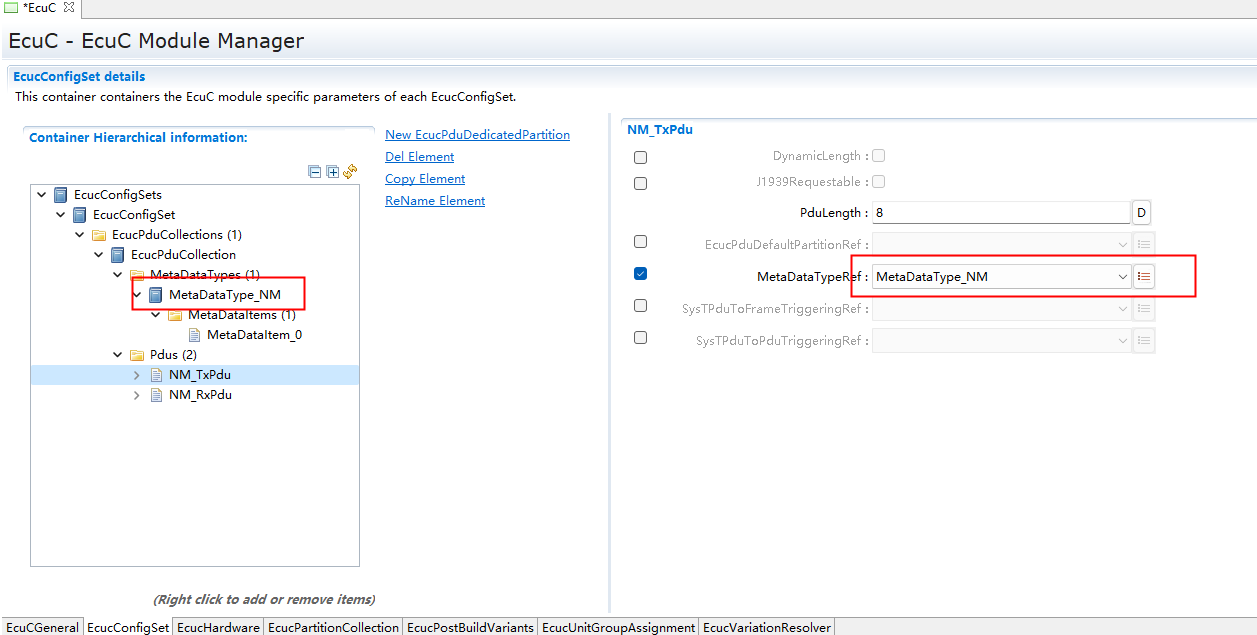 *EcuC
EcuC - EcuC Module Manager
EcucConfigSet details
This container containers the EcuC module specific parameters of each EcucConfigSet.
Container Hierarchical information:
EcucConfigSets
EcucConfigSet
EcucPduCollections (1)
EcucPduCollection
MetaDataTypes (1)
MetaDataType_NM
MetaDataItems (1)
MetaDataItem_0
Pdus (2)
NM_TxPdu
NM_RxPdu
(Right click to add or remove items)
New EcucPduDedicatedPartition
Del Element
Copy Element
ReName Element
NM_TxPdu
DynamicLength :
J1939Requestable :
PduLength : 8 D
EcucPduDefaultPartitionRef :
MetaDataTypeRef : MetaDataType_NM
SysTPduToFrameTriggeringRef :
SysTPduToPduTriggeringRef :
EcuCGeneral EcucConfigSet EcucHardware EcucPartitionCollection EcucPostBuildVariants EcucUnitGroupAssignment EcucVariationResolver